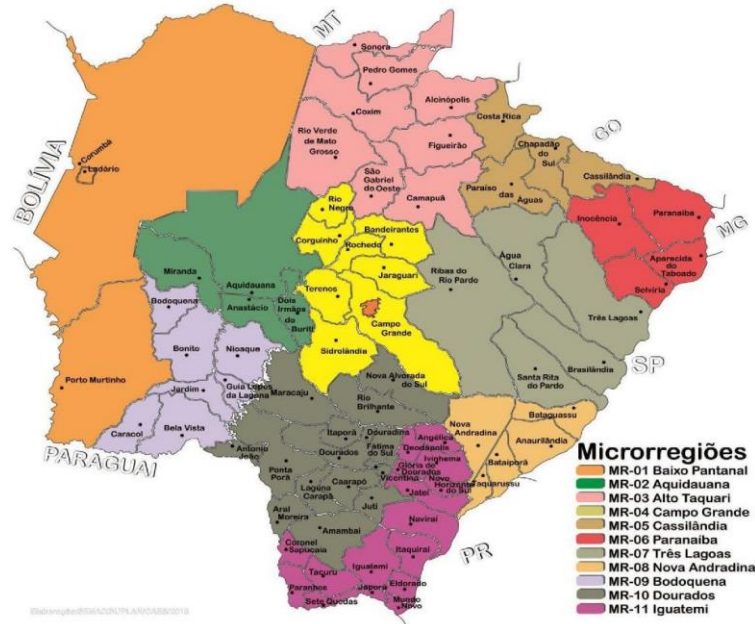 MT
Sonora
Pedro Gomes
Coxim
Alcinópolis
Rio Verde
de Mato
Grosso
Figueirão
São
Gabriel
do Oeste
Camapuã
Costa Rica
GO
Chapadão
do
Sul
Cassilândia
Paraíso
das
Águas
BOLÍVIA
Corumbá
Ladário
Rio
Negro
Bandeirantes
Corguinho
Rochedo
Jaraguari
Inocência
Paranaíba
MG
Aparecida
do
Taboado
Selvíria
Água
Clara
Ribas do
Rio Pardo
Três Lagoas
Miranda
Aquidauana
Anastácio
Dois
Irmãos
do
Buriti
Terenos
Campo
Grande
Sidrolândia
Bodoquena
Bonito
Nioaque
Porto Murtinho
Jardim
Guia Lopes
da Laguna
Maracaju
Nova Alvorada
do Sul
Rio
Brilhante
Santa Rita
do Pardo
Brasilândia
SP
Caracol
Bela Vista
PARAGUAI
Antonio
João
Itaporã
Douradina
Dourados
Fátima
do Sul
Ponta
Porã
Vicentina
Laguna
Carapã
Caarapó
Juti
Aral
Moreira
Amambai
Angélica
Deodápolis
Ivinhema
Glória de
Dourados
Novo
Horizonte
do Sul
Jateí
Nova
Andradina
Bataguassu
Anaurilândia
Bataiporã
Taquarussu
PR
Naviraí
Coronel
Sapucaia
Itaquiraí
Tacuru
Iguatemi
Paranhos
Japorã
Eldorado
Sete Quedas
Mundo
Novo
Microrregiões
MR-01 Baixo Pantanal
MR-02 Aquidauana
MR-03 Alto Taquari
MR-04 Campo Grande
MR-05 Cassilândia
MR-06 Paranaíba
MR-07 Três Lagoas
MR-08 Nova Andradina
MR-09 Bodoquena
MR-10 Dourados
MR-11 Iguatemi